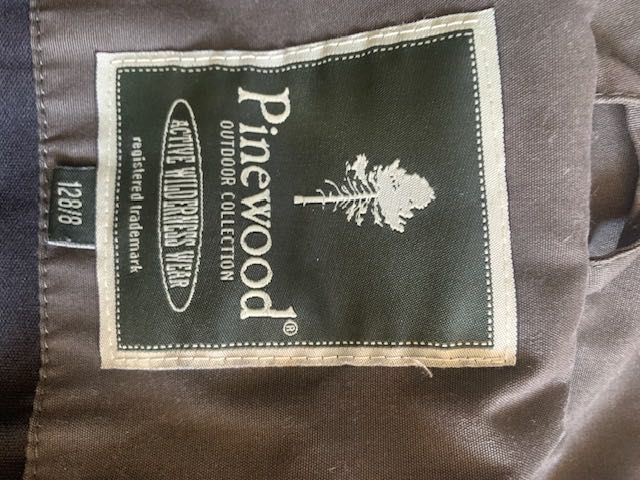 Pinewood®
OUTDOOR COLLECTION
ACTIVE WILDERNESS WEAR
registered trademark
128/8